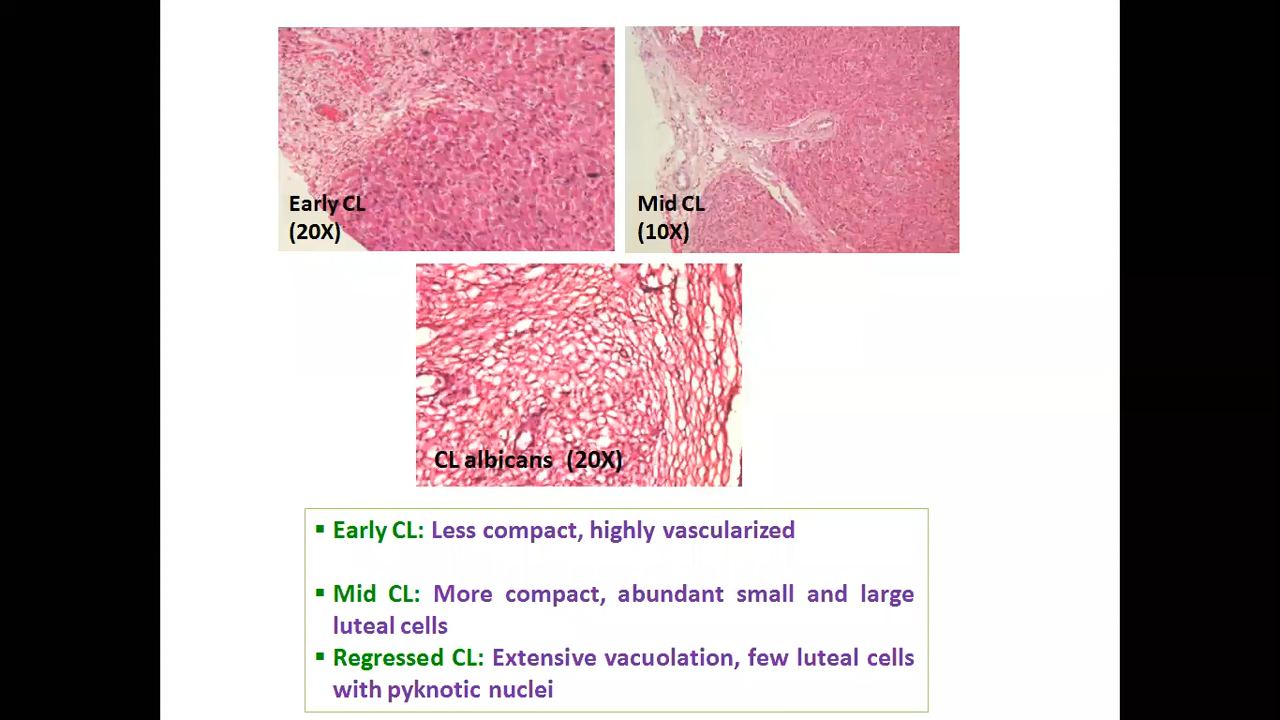 Early CL
(20X)
Mid CL
(10X)
CL albicans (20X)
▪ Early CL: Less compact, highly vascularized
▪ Mid CL: More compact, abundant small and large
luteal cells
▪ Regressed CL: Extensive vacuolation, few luteal cells
with pyknotic nuclei